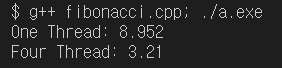 $ g++ fibonacci.cpp; ./a.exe
One Thread: 8.952
Four Thread: 3.21